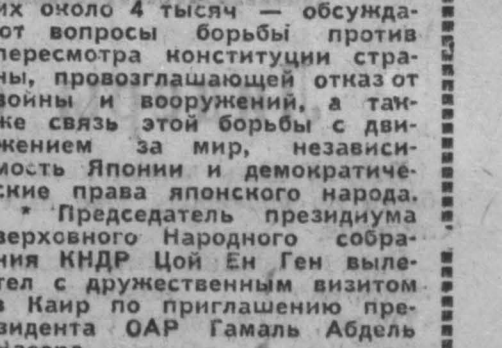 их около 4 тысяч — обсужда-
ют вопросы борьбы против
пересмотра конституции стра-
ны, провозглашающей отказ от
войны и вооружений, а так-
же связь этой борьбы с дви-
жением за мир, независи-
мость Японии и демократиче-
ские права японского народа.
* Председатель президиума
верховного Народного собра-
ния КНДР Цой Ен Ген выле-
тел с дружественным визитом
в Каир по приглашению пре-
зидента ОАР Гамаль Абдель